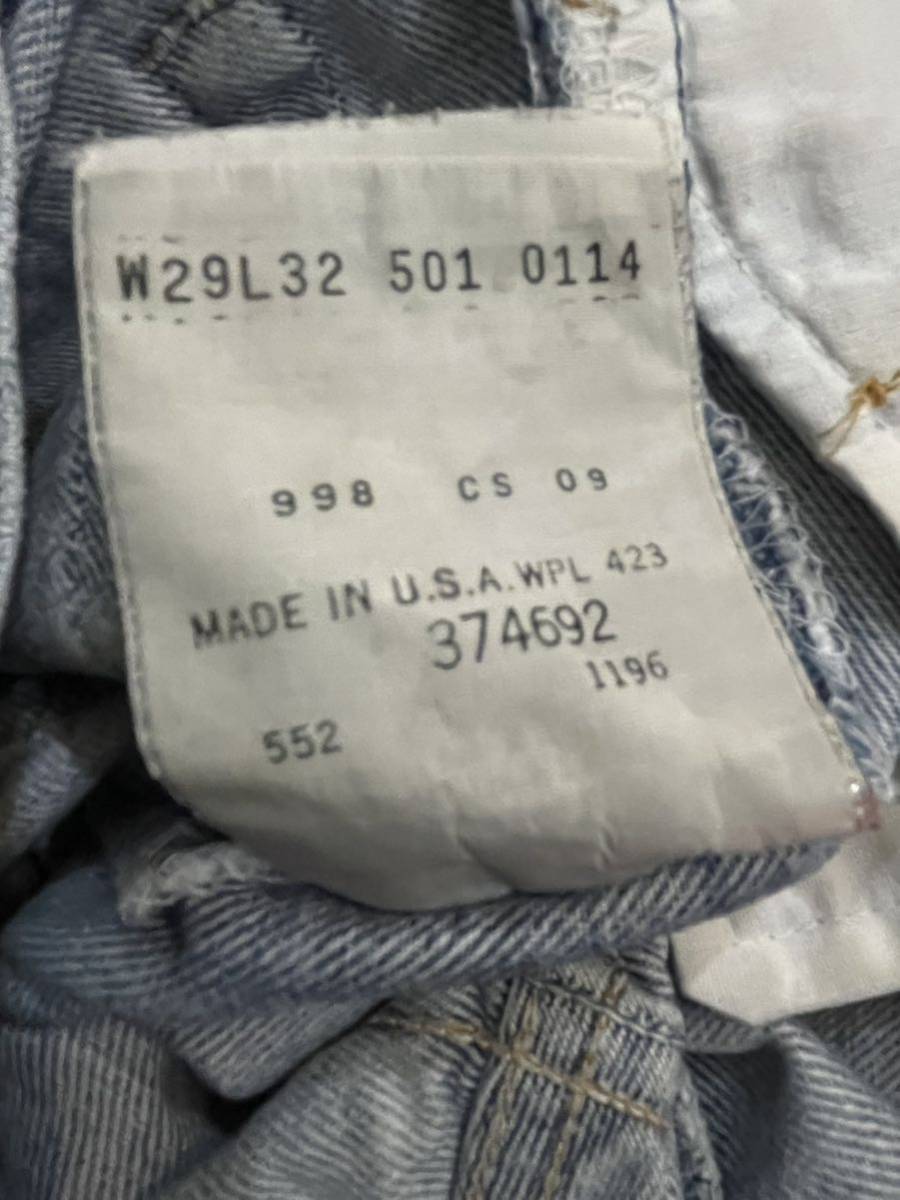 W29L32 501 0114
998 CS 09
MADE IN U.S.A. WPL 423
374692
1196
552